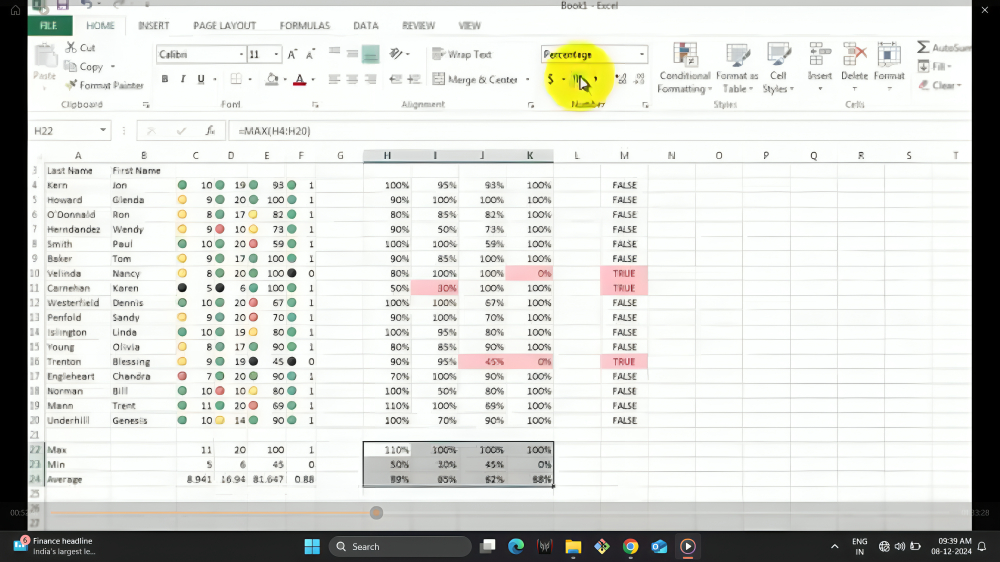 Book1 - Excel
FILE HOME INSERT PAGE LAYOUT FORMULAS DATA REVIEW VIEW
Paste
Cut
Copy
Format Painter
Clipboard
Calibri 11
B I U
Font
Wrap Text
Merge & Center
Alignment
Percentage
$
Number
Conditional Formatting
Format as Table
Cell Styles
Styles
Insert Delete Format
Cells
AutoSum
Fill
Clear
H22 fx =MAX(H4:H20)
A B C D E F G H I J K L M N O P Q R S T
3 Last Name First Name
4 Kern Jon 10 19 93 1 100% 95% 93% 100% FALSE
5 Howard Glenda 9 20 100 1 90% 100% 100% 100% FALSE
6 O'Donnald Ron 8 17 82 1 80% 85% 82% 100% FALSE
7 Herndandez Wendy 9 10 73 1 90% 50% 73% 100% FALSE
8 Smith Paul 10 20 59 1 100% 100% 59% 100% FALSE
9 Baker Tom 9 17 100 1 90% 85% 100% 100% FALSE
10 Velinda Nancy 8 20 100 0 80% 100% 100% 0% TRUE
11 Carnehan Karen 5 6 100 1 50% 30% 100% 100% TRUE
12 Westerfield Dennis 10 20 67 1 100% 100% 67% 100% FALSE
13 Penfold Sandy 9 20 70 1 90% 100% 70% 100% FALSE
14 Islington Linda 10 19 80 1 100% 95% 80% 100% FALSE
15 Young Olivia 8 17 90 1 80% 85% 90% 100% FALSE
16 Trenton Blessing 9 19 45 0 90% 95% 45% 0% TRUE
17 Engleheart Chandra 7 20 90 1 70% 100% 90% 100% FALSE
18 Norman Bill 10 10 80 1 100% 50% 80% 100% FALSE
19 Mann Trent 11 20 69 1 110% 100% 69% 100% FALSE
20 Underhill Genesis 10 14 90 1 100% 70% 90% 100% FALSE
21
22 Max 11 20 100 1 110% 100% 100% 100%
23 Min 5 6 45 0 50% 30% 45% 0%
24 Average 8.941 16.94 81.647 0.88 89% 85% 82% 88%
25
26
27
6
Finance headline
India's largest le...
Search
ENG
IN
09:39 AM
08-12-2024